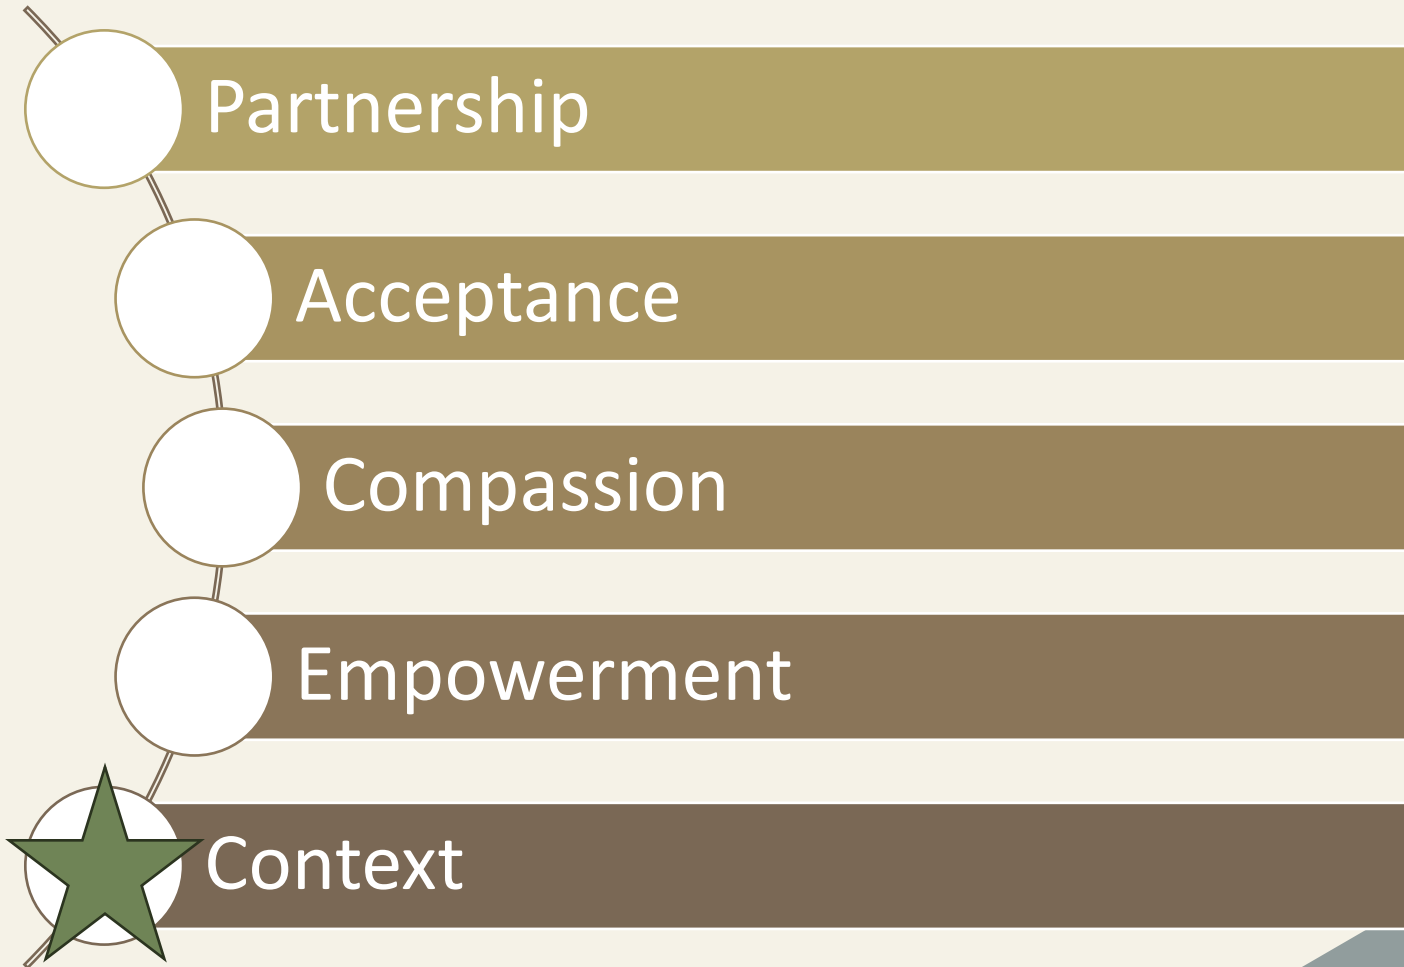 Partnership
Acceptance
Compassion
Empowerment
Context